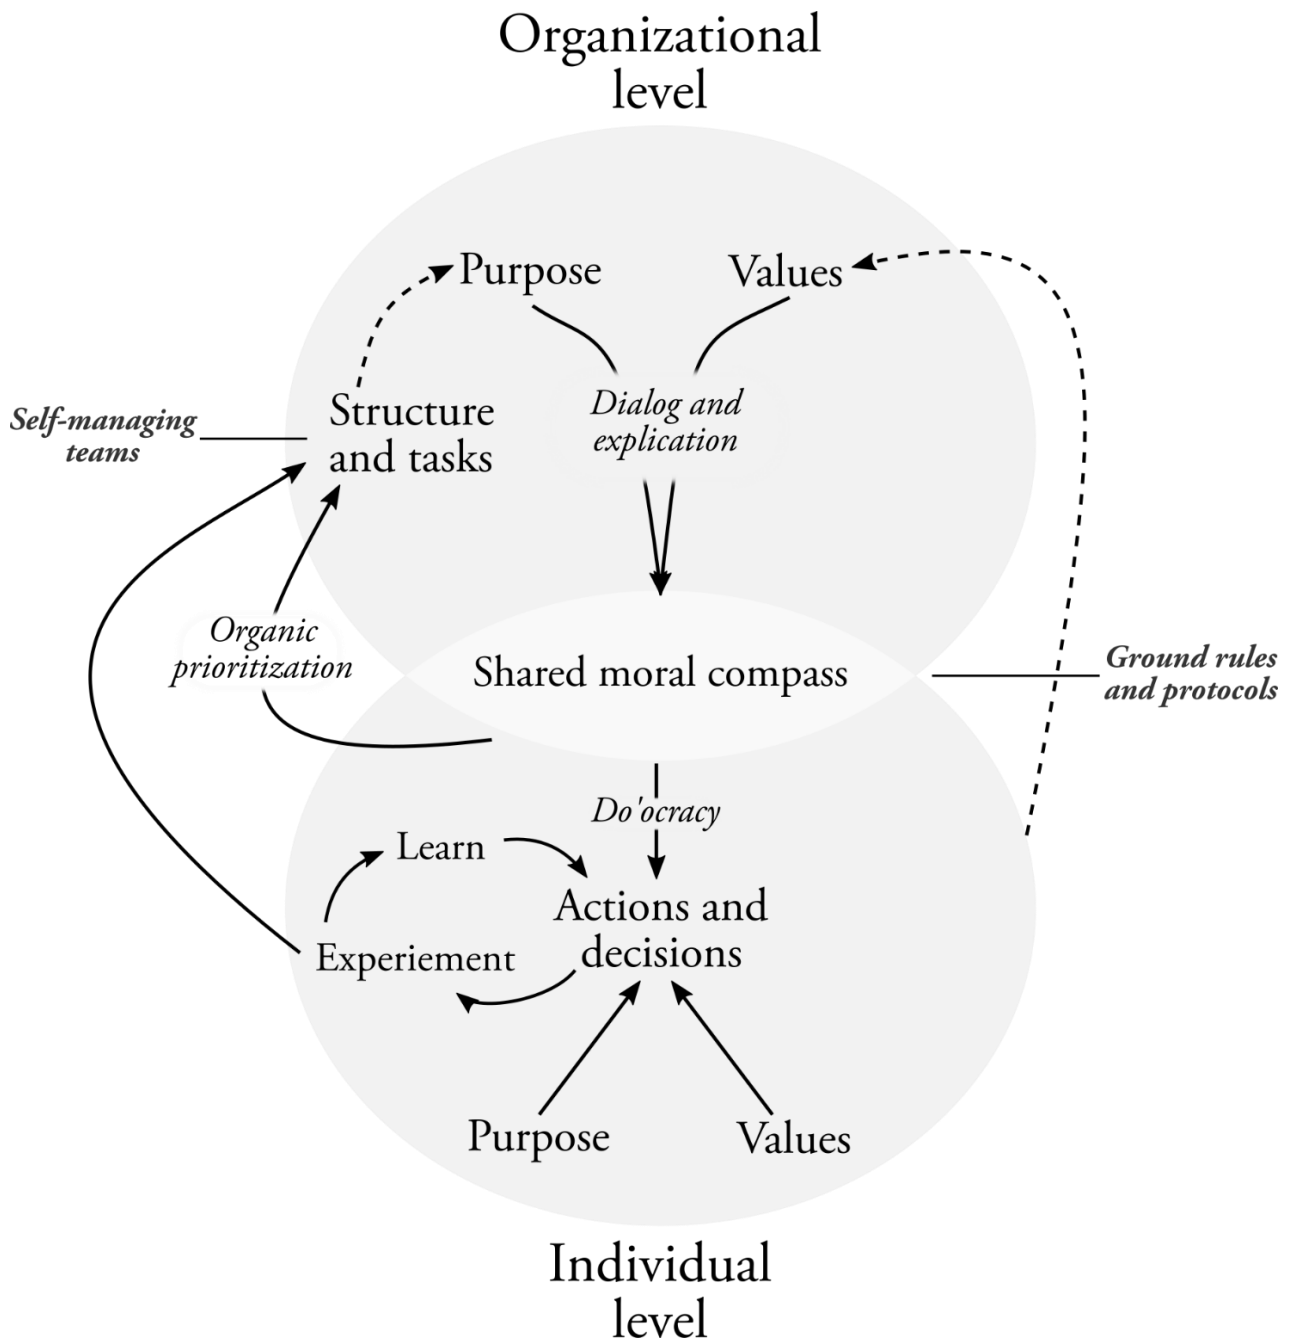 Organizational
level
Purpose
Values
Dialog and
explication
Structure
and tasks
Self-managing
teams
Organic
prioritization
Shared moral compass
Ground rules
and protocols
Do'ocracy
Learn
Actions and
decisions
Experiement
Purpose
Values
Individual
level